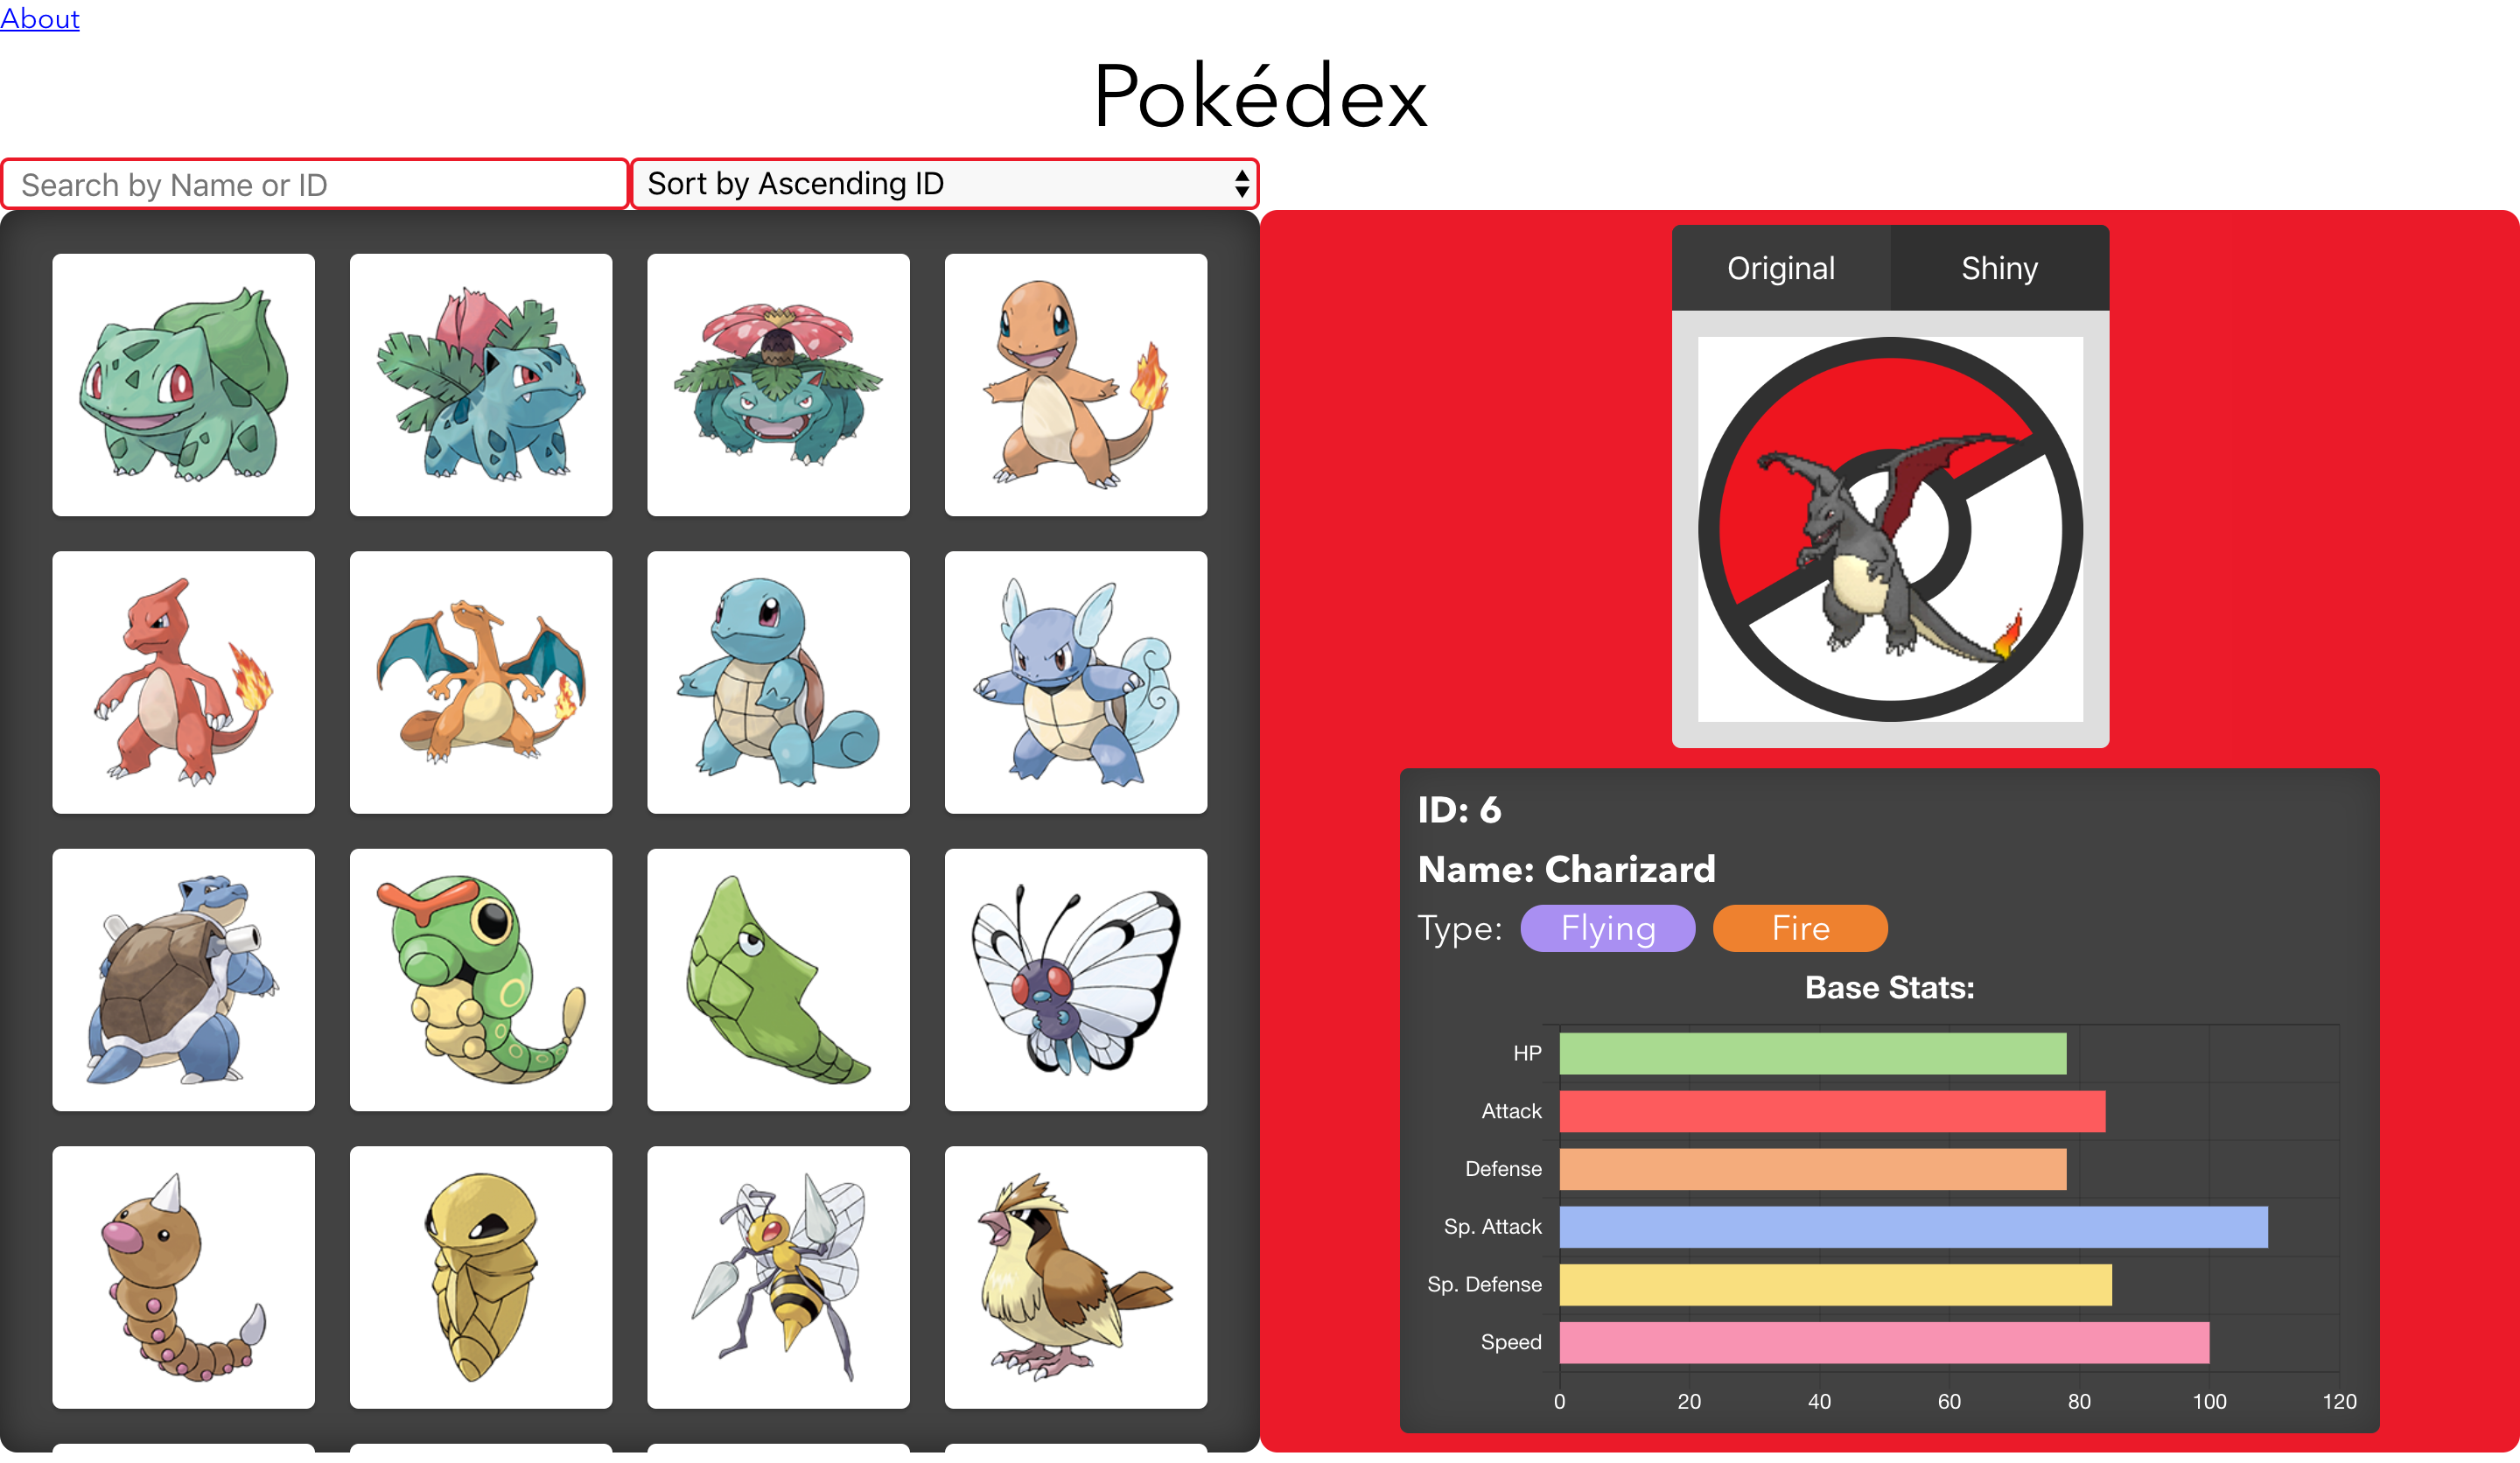 About
Pokédex
Search by Name or ID
Sort by Ascending ID
Original
Shiny
ID: 6
Name: Charizard
Type: Flying Fire
Base Stats:
HP
Attack
Defense
Sp. Attack
Sp. Defense
Speed
0 20 40 60 80 100 120